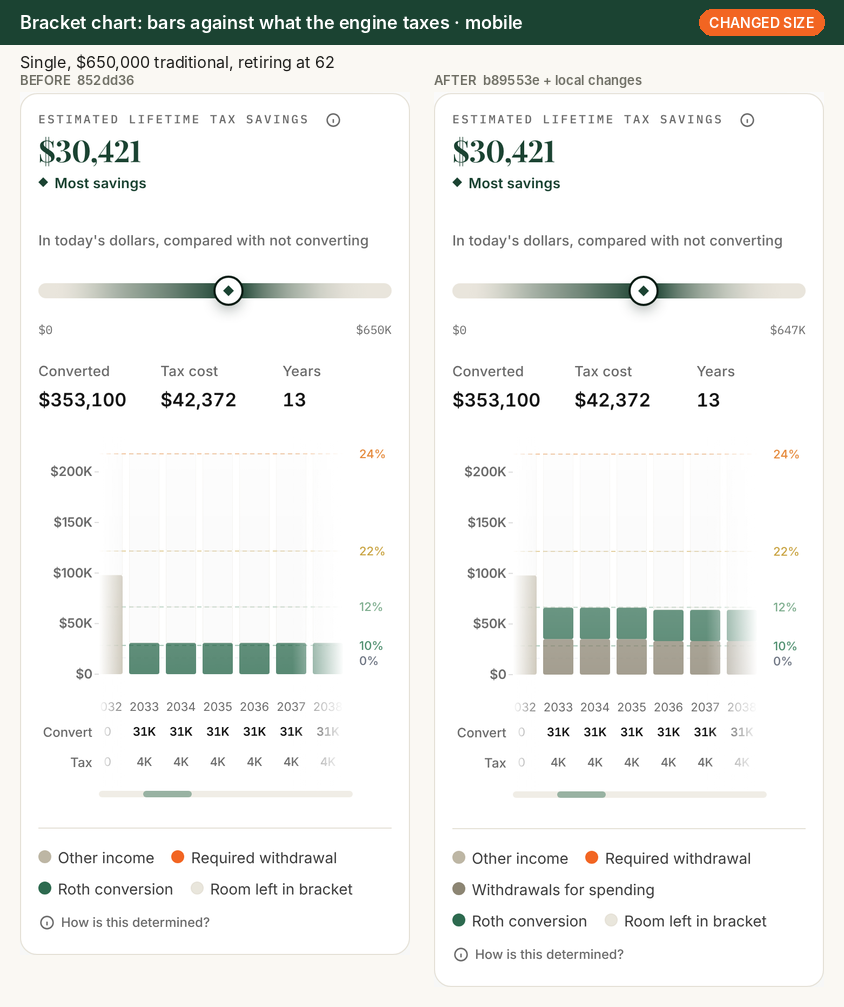 Bracket chart: bars against what the engine taxes · mobile
CHANGED SIZE
Single, $650,000 traditional, retiring at 62
BEFORE 852dd36
ESTIMATED LIFETIME TAX SAVINGS
$30,421
Most savings
In today's dollars, compared with not converting
$0 $650K
Converted Tax cost Years
$353,100 $42,372 13
24%
$200K
$150K
22%
$100K
12%
$50K
10%
0%
$0
032 2033 2034 2035 2036 2037 2038
Convert 0 31K 31K 31K 31K 31K 31K
Tax 0 4K 4K 4K 4K 4K 4K
Other income Required withdrawal
Roth conversion Room left in bracket
How is this determined?
AFTER b89553e + local changes
ESTIMATED LIFETIME TAX SAVINGS
$30,421
Most savings
In today's dollars, compared with not converting
$0 $647K
Converted Tax cost Years
$353,100 $42,372 13
24%
$200K
$150K
22%
$100K
12%
$50K
10%
0%
$0
032 2033 2034 2035 2036 2037 2038
Convert 0 31K 31K 31K 31K 31K 31K
Tax 0 4K 4K 4K 4K 4K 4K
Other income Required withdrawal
Withdrawals for spending
Roth conversion Room left in bracket
How is this determined?